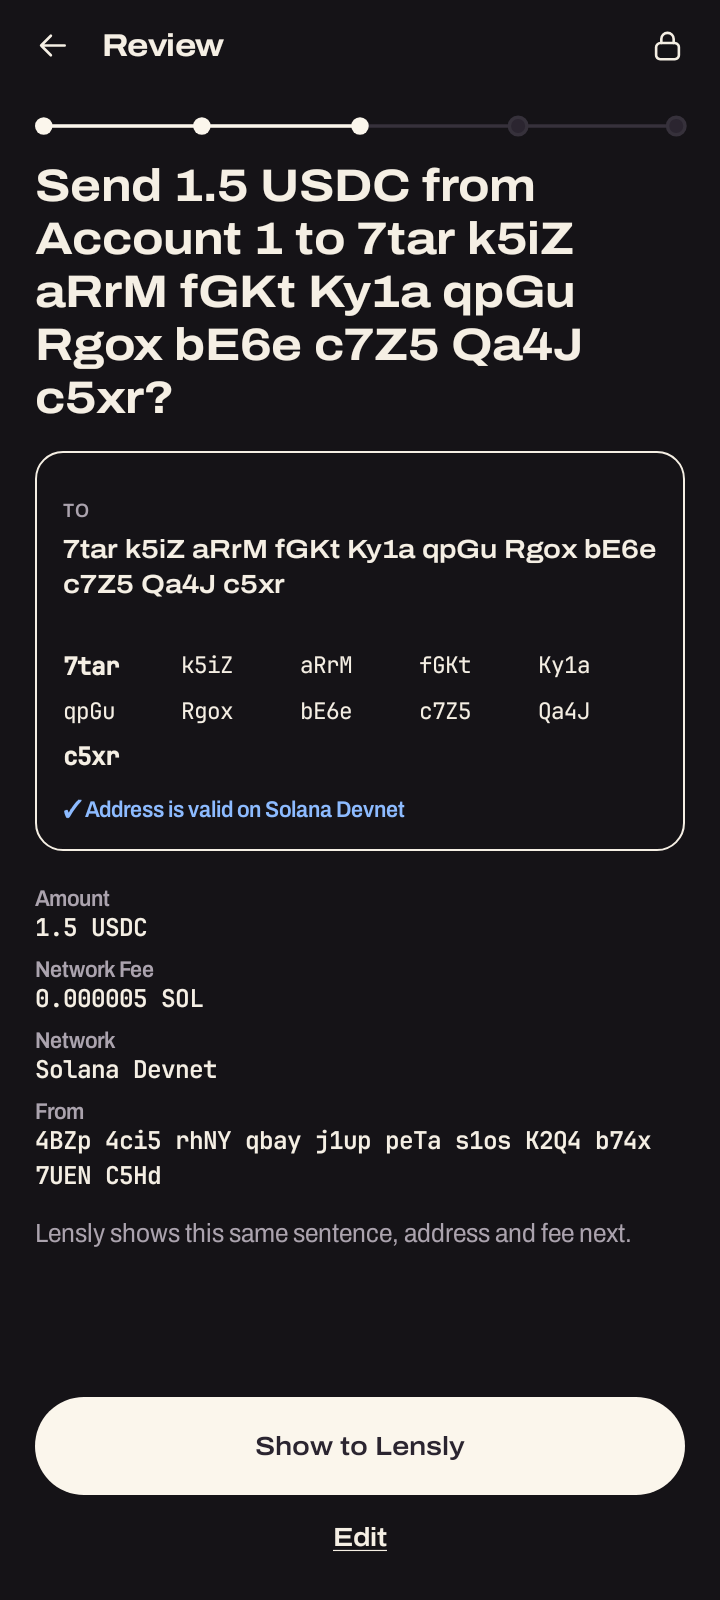 Review
Send 1.5 USDC from
Account 1 to 7tar k5iZ
aRrM fGKt Ky1a qpGu
Rgox bE6e c7Z5 Qa4J
c5xr?
TO
7tar k5iZ aRrM fGKt Ky1a qpGu Rgox bE6e
c7Z5 Qa4J c5xr
7tar k5iZ aRrM fGKt Ky1a
qpGu Rgox bE6e c7Z5 Qa4J
c5xr
✓ Address is valid on Solana Devnet
Amount
1.5 USDC
Network Fee
0.000005 SOL
Network
Solana Devnet
From
4BZp 4ci5 rhNY qbay j1up peTa s1os K2Q4 b74x
7UEN C5Hd
Lensly shows this same sentence, address and fee next.
Show to Lensly
Edit